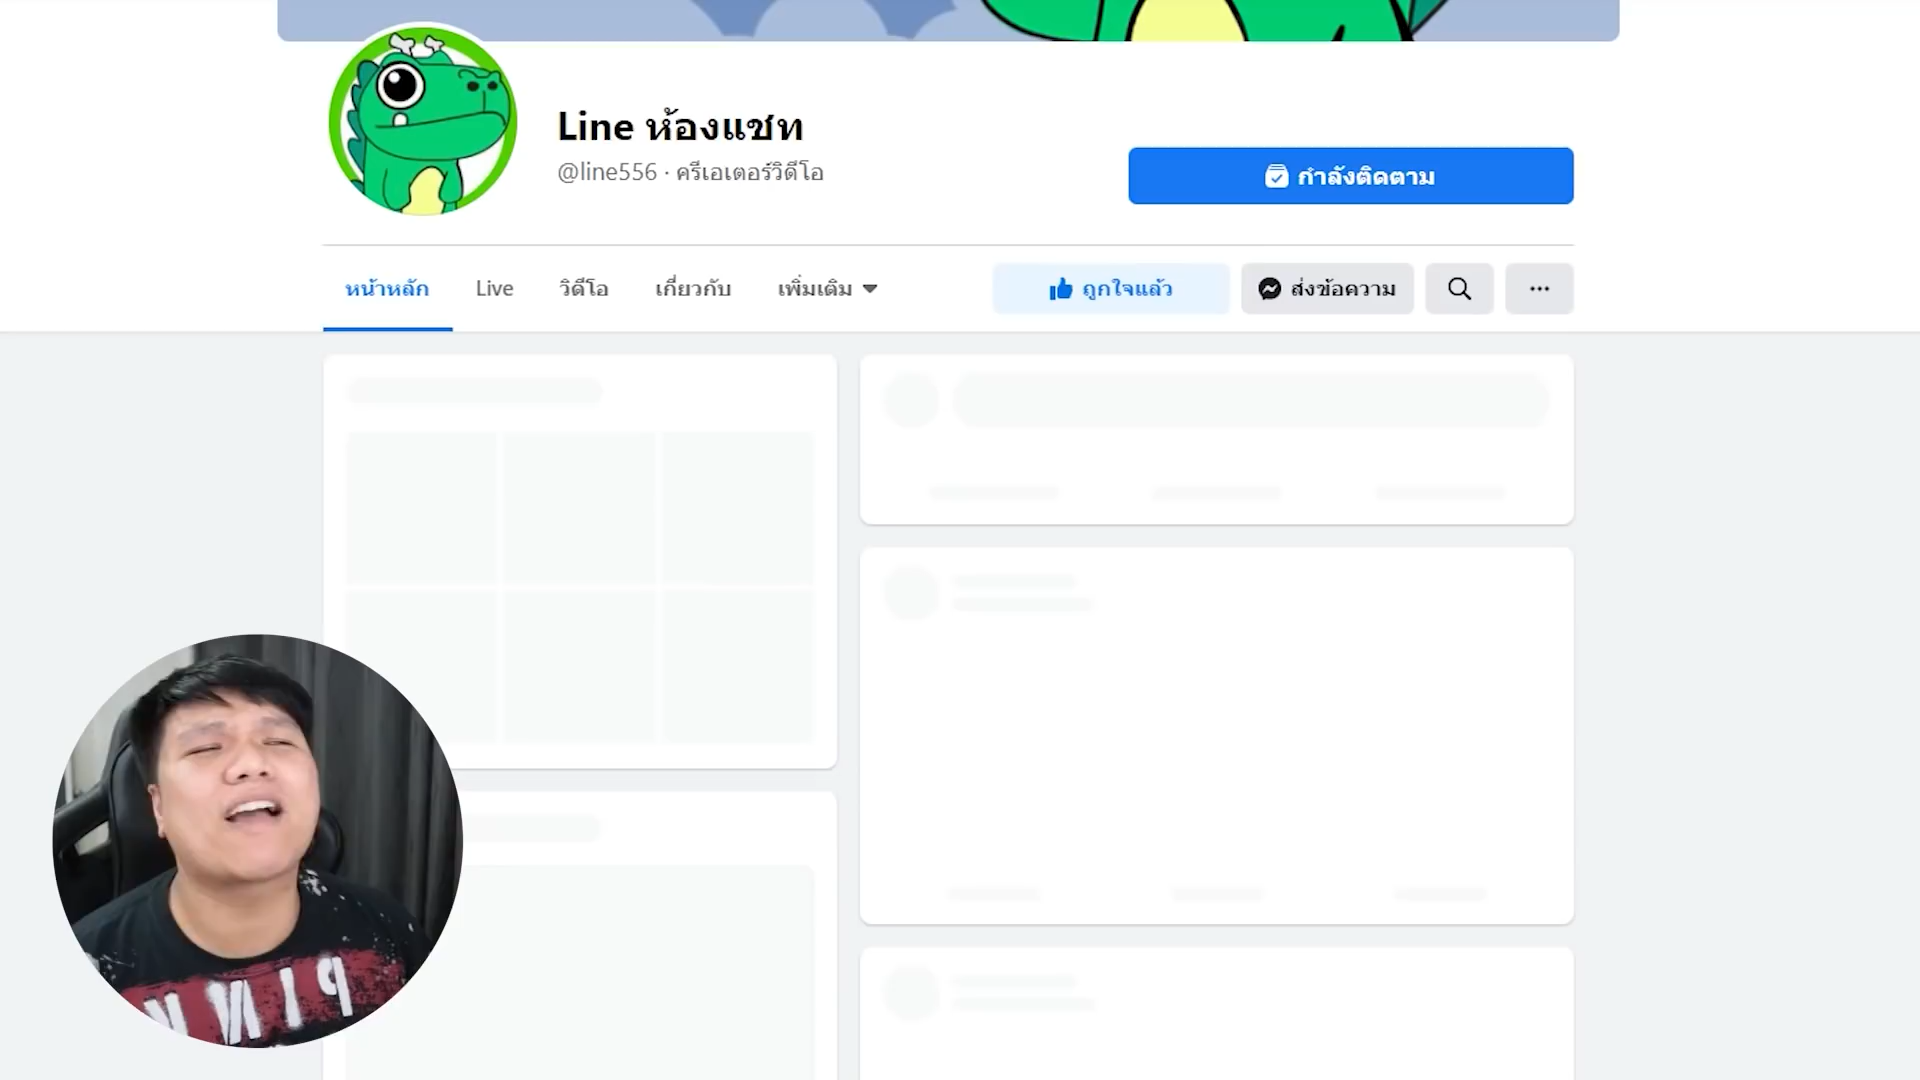 Line ห้องแชท
@line556 · ครีเอเตอร์วิดีโอ
กำลังติดตาม
หน้าหลัก
Live
วิดีโอ
เกี่ยวกับ
เพิ่มเติม
ถูกใจแล้ว
ส่งข้อความ